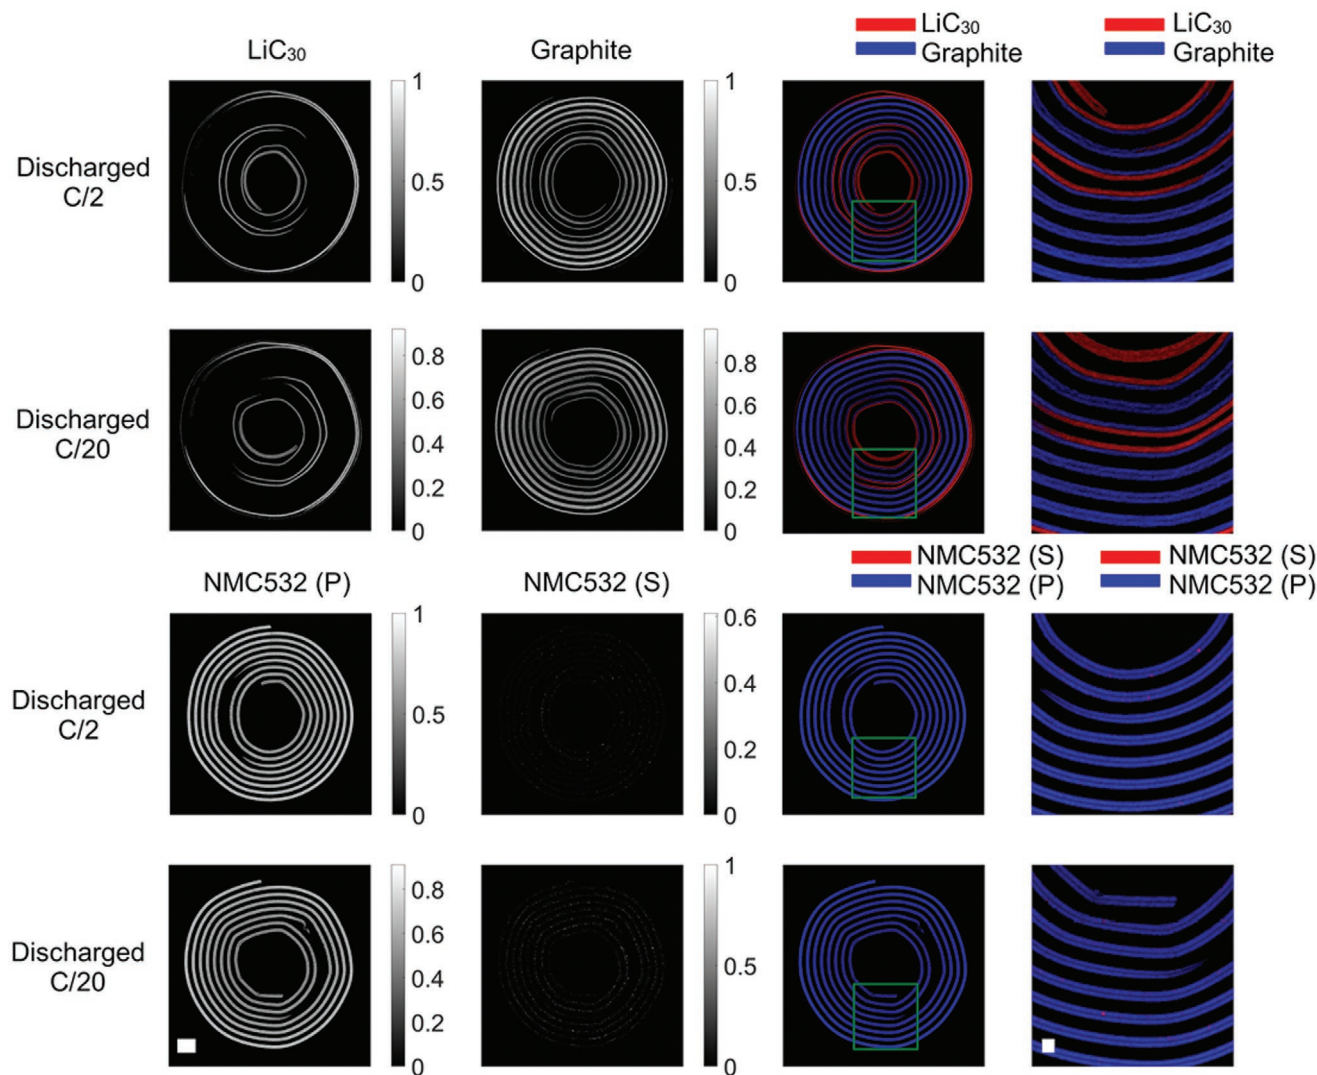 LiC₃₀
Graphite
LiC₃₀
Graphite
LiC₃₀
Graphite
Discharged
C/2
1
0.5
0
1
0.5
0
Discharged
C/20
0.8
0.6
0.4
0.2
0
0.8
0.6
0.4
0.2
0
NMC532 (P)
NMC532 (S)
NMC532 (S)
NMC532 (P)
NMC532 (S)
NMC532 (P)
Discharged
C/2
1
0.5
0
0.6
0.4
0.2
0
Discharged
C/20
0.8
0.6
0.4
0.2
0
1
0.5
0